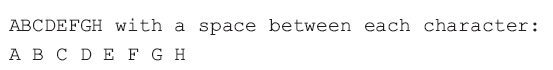 ABCDEFGH with a space between each character:
A B C D E F G H